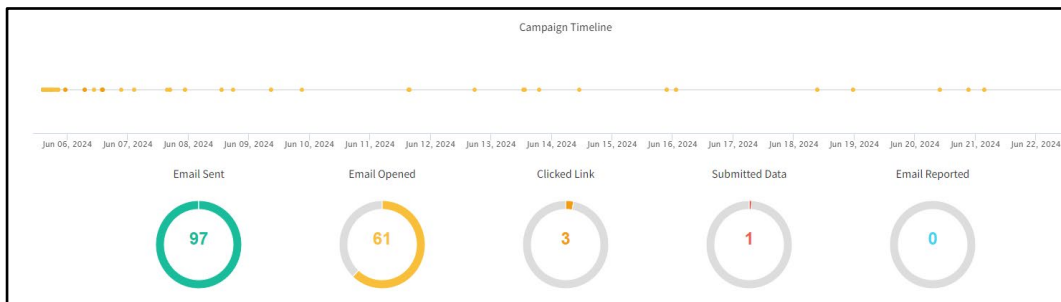 Campaign Timeline
Jun 06, 2024 Jun 07, 2024 Jun 08, 2024 Jun 09, 2024 Jun 10, 2024 Jun 11, 2024 Jun 12, 2024 Jun 13, 2024 Jun 14, 2024 Jun 15, 2024 Jun 16, 2024 Jun 17, 2024 Jun 18, 2024 Jun 19, 2024 Jun 20, 2024 Jun 21, 2024 Jun 22, 2024
Email Sent Email Opened Clicked Link Submitted Data Email Reported
97 61 3 1 0